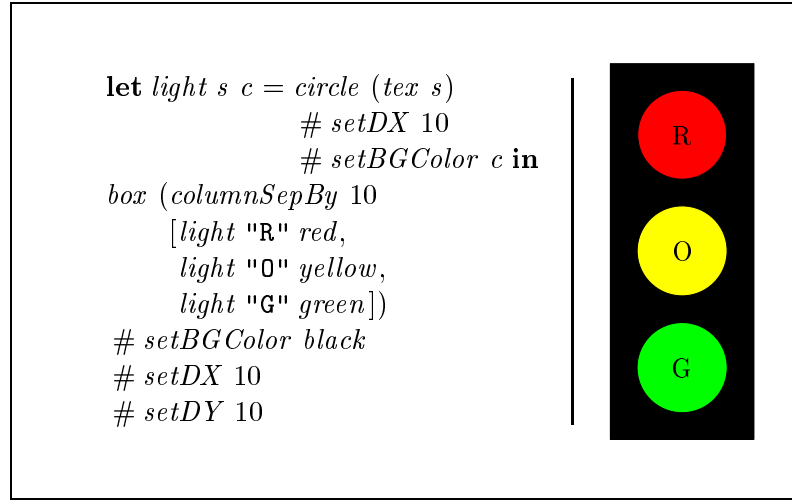 let light s c = circle (tex s)
# setDX 10
# setBGColor c in
box (columnSepBy 10
[light "R" red,
light "O" yellow,
light "G" green])
# setBGColor black
# setDX 10
# setDY 10
R
O
G